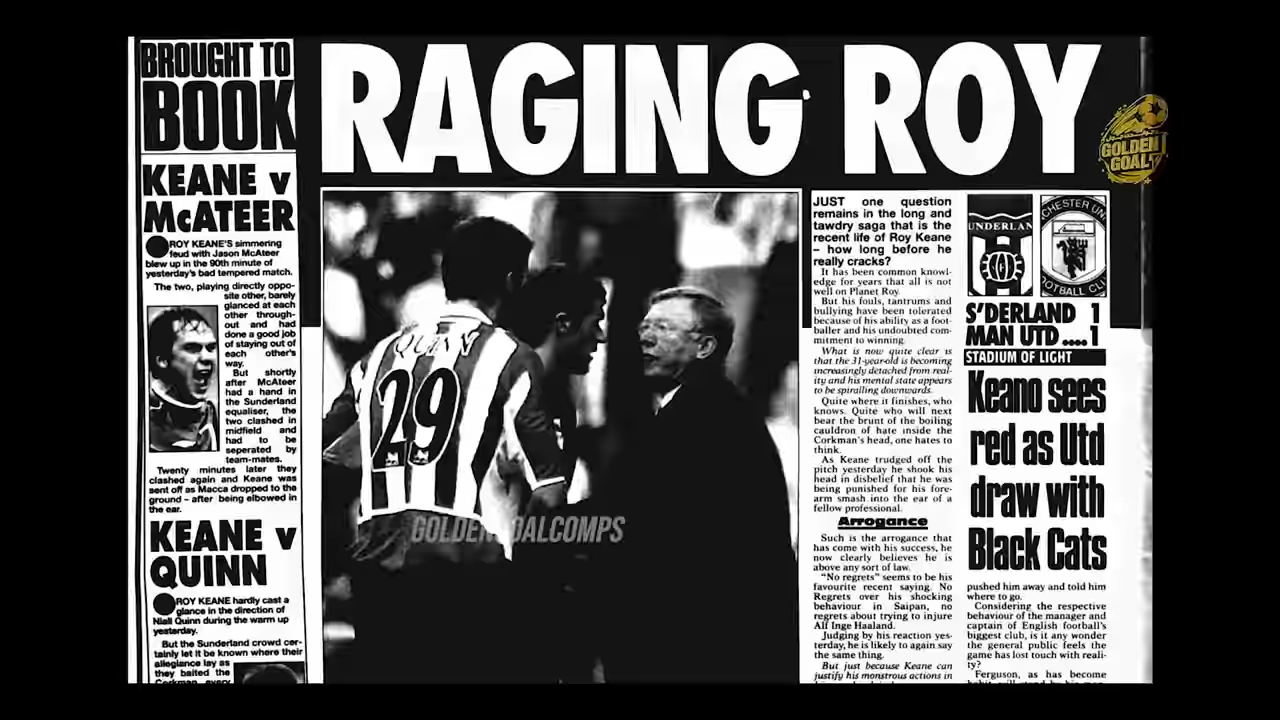 BROUGHT TO
BOOK
KEANE v
McATEER
ROY KEANE'S simmering
feud with Jason McAteer
blew up in the 90th minute of
yesterday's bad tempered match.
The two, playing directly oppo-
site other, barely
glanced at each
other through-
out and had
done a good job
of staying out of
each other's
way.
But shortly
after McAteer
had a hand in
the Sunderland
equaliser, the
two clashed in
midfield and
had to be
seperated by
team-mates.
Twenty minutes later they
clashed again and Keane was
sent off as Macca dropped to the
ground – after being elbowed in
the ear.
KEANE v
QUINN
ROY KEANE hardly cast a
glance in the direction of
Niall Quinn during the warm up
yesterday.
But the Sunderland crowd cer-
tainly let it be known where their
allegiance lay as
they baited the
Corkman every
RAGING ROY
QUINN
29
GOLDENGOALCOMPS
JUST one question
remains in the long and
tawdry saga that is the
recent life of Roy Keane
– how long before he
really cracks?
It has been common knowl-
edge for years that all is not
well on Planet Roy.
But his fouls, tantrums and
bullying have been tolerated
because of his ability as a foot-
baller and his undoubted com-
mitment to winning.
What is now quite clear is
that the 31-year-old is becoming
increasingly detached from real-
ity and his mental state appears
to be spiralling downwards.
Quite where it finishes, who
knows. Quite who will next
bear the brunt of the boiling
cauldron of hate inside the
Corkman's head, one hates to
think.
As Keane trudged off the
pitch yesterday he shook his
head in disbelief that he was
being punished for his fore-
arm smash into the ear of a
fellow professional.
Arrogance
Such is the arrogance that
has come with his success, he
now clearly believes he is
above any sort of law.
"No regrets" seems to be his
favourite recent saying. No
Regrets over his shocking
behaviour in Saipan, no
regrets about trying to injure
Alf Inge Haaland.
Judging by his reaction yes-
terday, he is likely to again say
the same thing.
But just because Keane can
justify his monstrous actions in
UNDERLAN
CHESTER UN
OTBALL CLU
S'DERLAND 1
MAN UTD ....1
STADIUM OF LIGHT
Keano sees
red as Utd
draw with
Black Cats
pushed him away and told him
where to go.
Considering the respective
behaviour of the manager and
captain of English football's
biggest club, is it any wonder
the general public feels the
game has lost touch with reali-
ty?
Ferguson, as has become
GOLDEN
GOAL